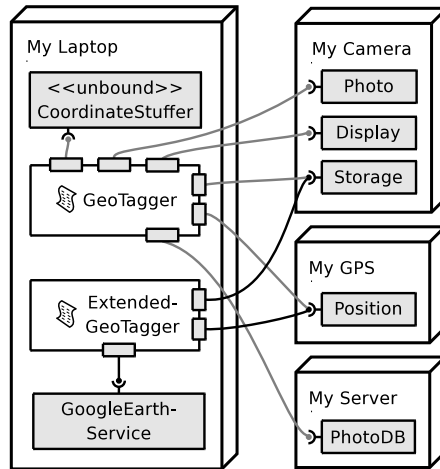 My Laptop
<<unbound>>
CoordinateStuffer
GeoTagger
Extended-
GeoTagger
GoogleEarth-
Service
My Camera
Photo
Display
Storage
My GPS
Position
My Server
PhotoDB